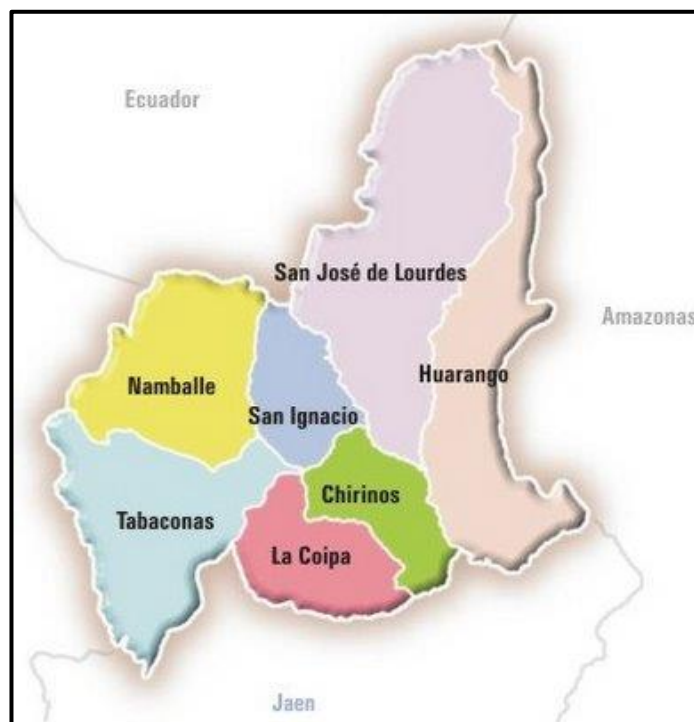 Ecuador
San José de Lourdes
Amazonas
Namballe
Huarango
San Ignacio
Chirinos
Tabaconas
La Coipa
Jaen